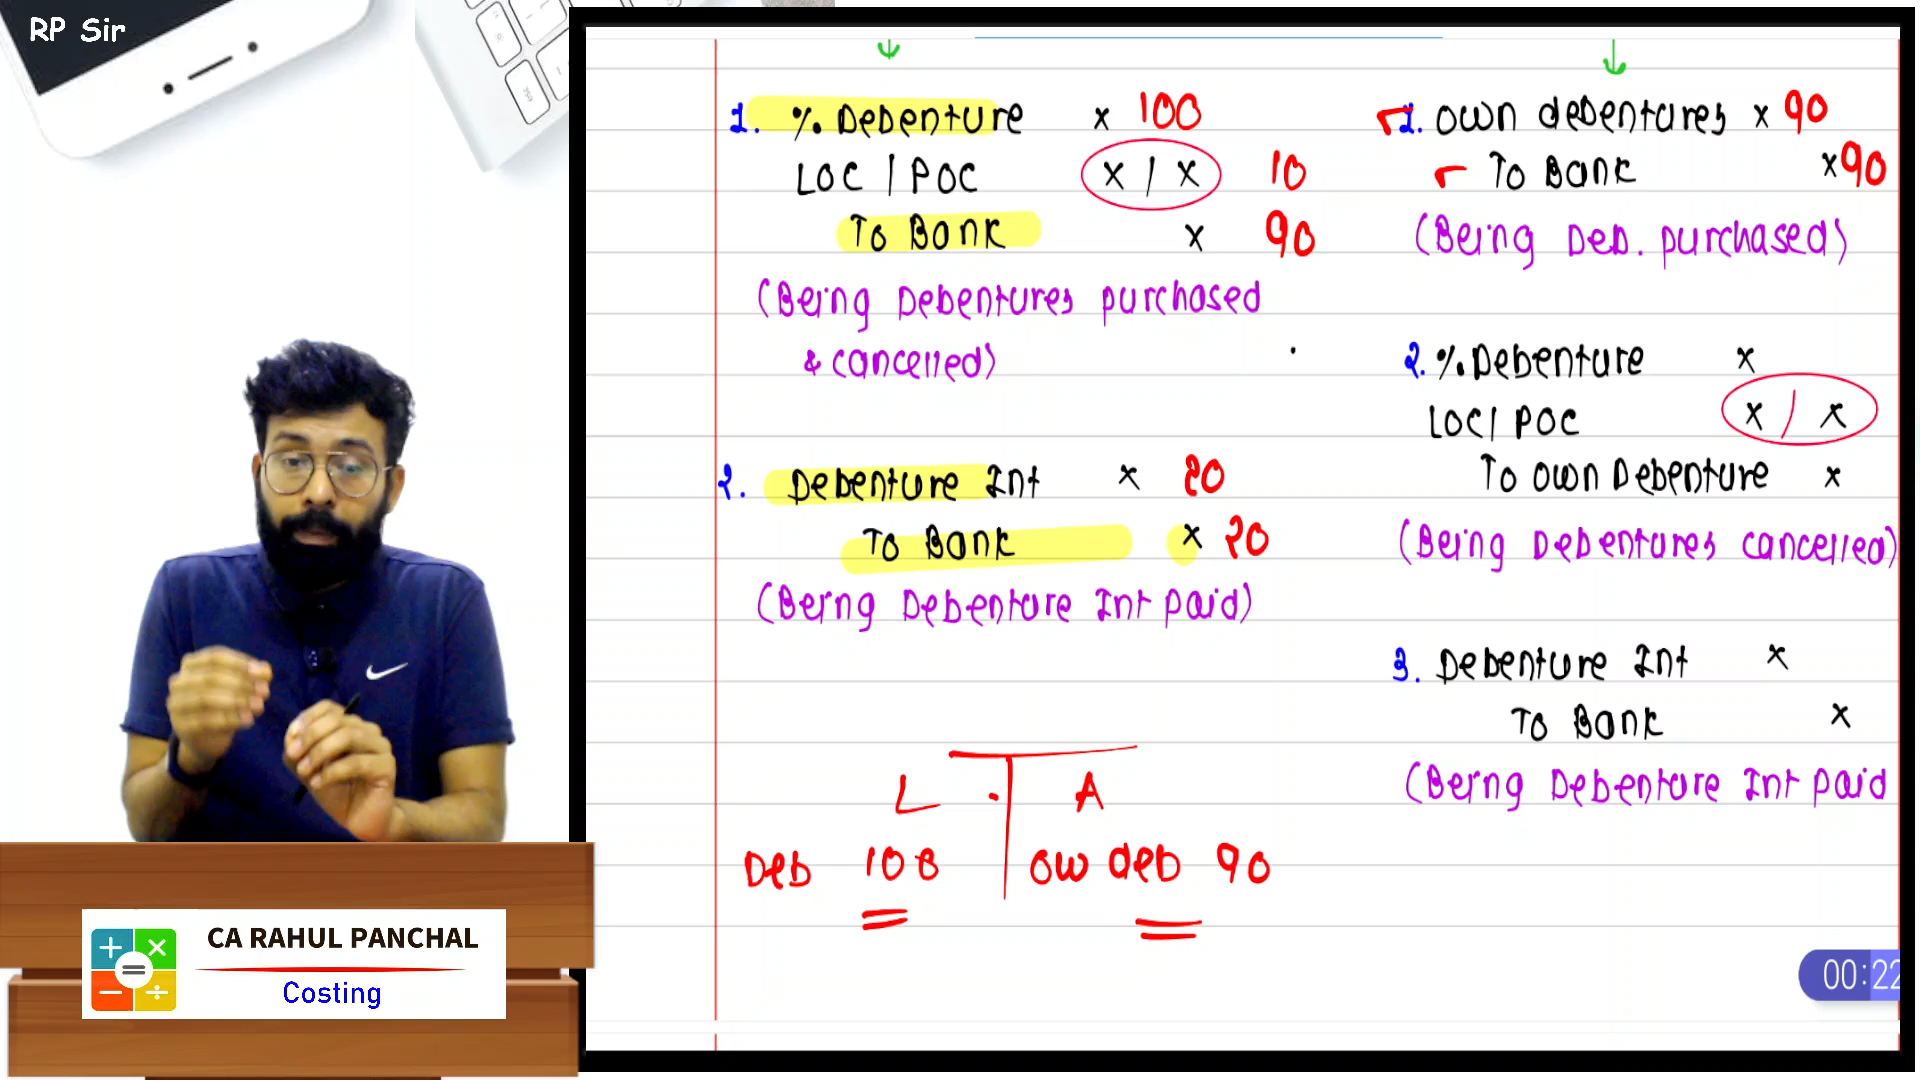 RP Sir
1. % Debenture x 100
LOC / POC x / x 10
To Bank x 90
(Being Debentures purchased
& cancelled)
2. Debenture Int x 20
To Bank x 20
(Being Debenture Int paid)
L A
Deb 100 ow deb 90
1. own debentures x 90
To Bank x 90
(Being Deb. purchased)
2. % Debenture x
LOC / POC x / x
To own Debenture x
(Being Debentures cancelled)
3. Debenture Int x
To Bank x
(Being Debenture Int paid
CA RAHUL PANCHAL
Costing
00:22